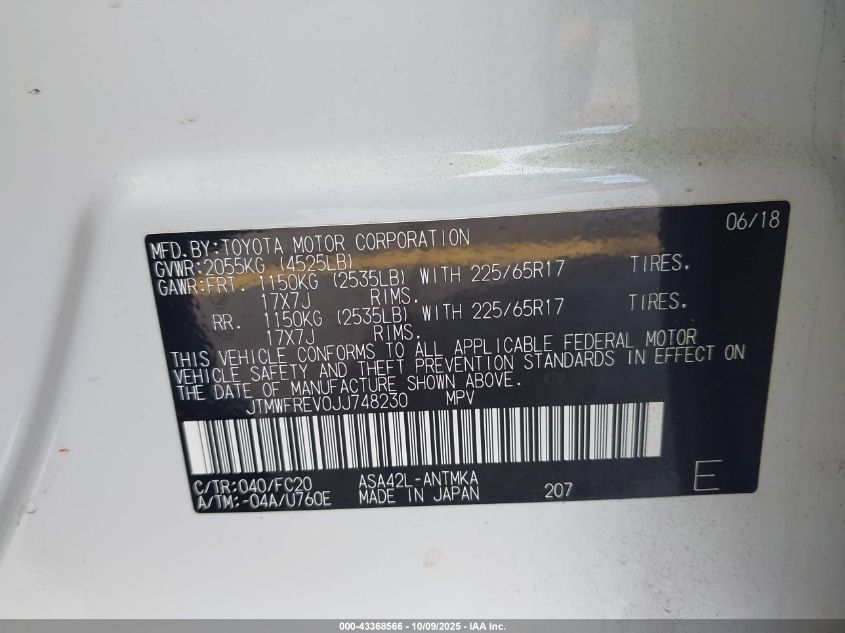 06/18
MFD.BY:TOYOTA MOTOR CORPORATION
GVWR:2055KG (4525LB)
GAWR:FRT. 1150KG (2535LB) WITH 225/65R17 TIRES.
17X7J RIMS.
RR. 1150KG (2535LB) WITH 225/65R17 TIRES.
17X7J RIMS.
THIS VEHICLE CONFORMS TO ALL APPLICABLE FEDERAL MOTOR
VEHICLE SAFETY AND THEFT PREVENTION STANDARDS IN EFFECT ON
THE DATE OF MANUFACTURE SHOWN ABOVE.
JTMWFREV0JJ748230 MPV
C/TR:040/FC20 ASA42L-ANTMKA
A/TM:-04A/U760E MADE IN JAPAN 207 E
000-43368566 - 10/09/2025 - IAA Inc.